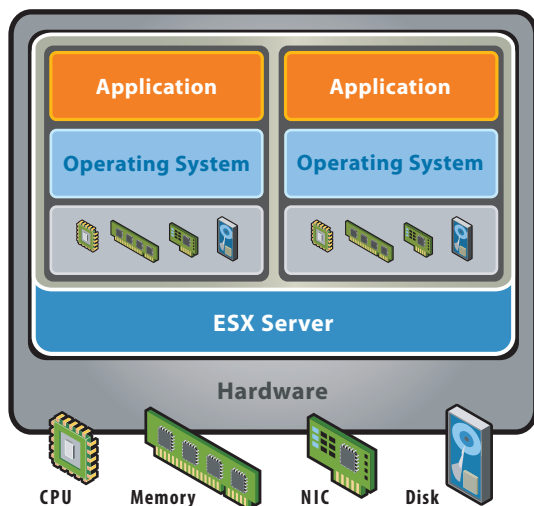 Application Application
Operating System Operating System
ESX Server
Hardware
CPU Memory NIC Disk